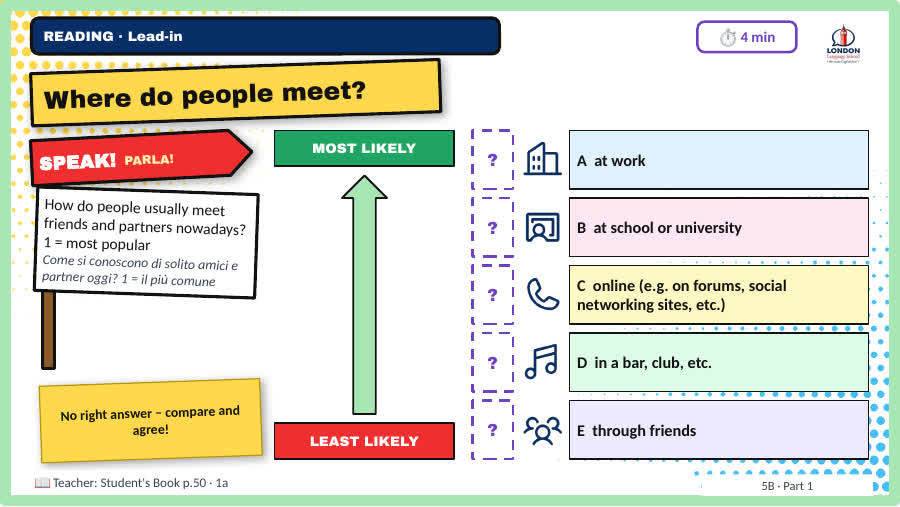 READING · Lead-in
⏱️ 4 min
LONDON
Language School
Where do people meet?
SPEAK! PARLA!
How do people usually meet
friends and partners nowadays?
1 = most popular
Come si conoscono di solito amici e
partner oggi? 1 = il più comune
No right answer – compare and
agree!
MOST LIKELY
LEAST LIKELY
? A at work
? B at school or university
? C online (e.g. on forums, social
networking sites, etc.)
? D in a bar, club, etc.
? E through friends
📖 Teacher: Student's Book p.50 · 1a
5B · Part 1